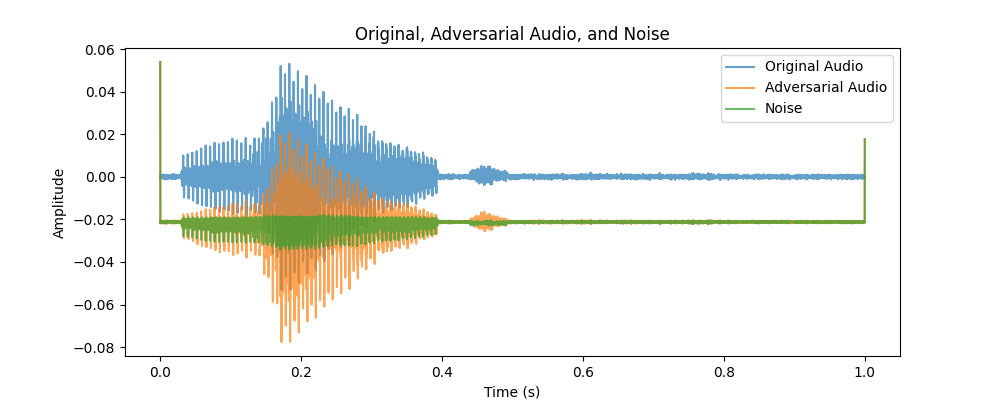 Original, Adversarial Audio, and Noise
Original Audio
Adversarial Audio
Noise
0.06
0.04
0.02
0.00
−0.02
−0.04
−0.06
−0.08
Amplitude
0.0 0.2 0.4 0.6 0.8 1.0
Time (s)